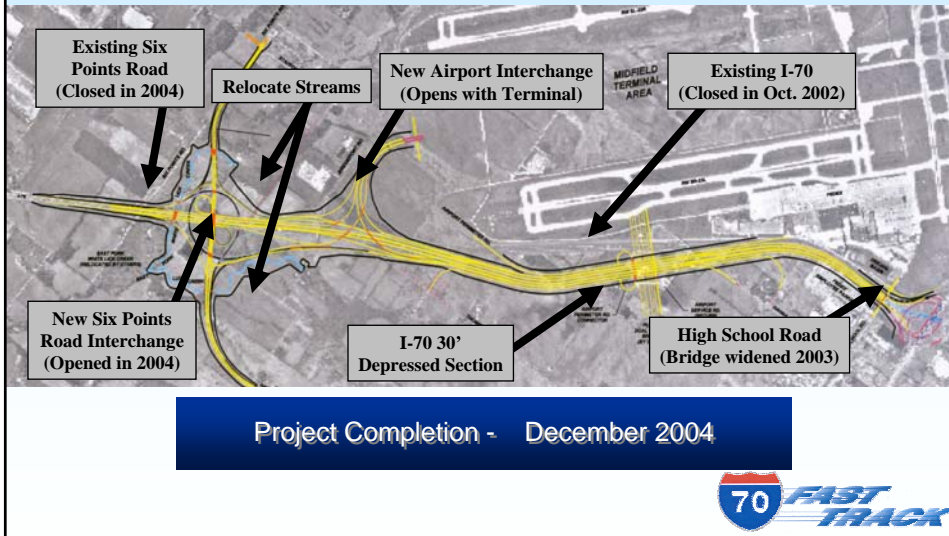 Existing Six
Points Road
(Closed in 2004)
Relocate Streams
New Airport Interchange
(Opens with Terminal)
MIDFIELD
TERMINAL
AREA
Existing I-70
(Closed in Oct. 2002)
New Six Points
Road Interchange
(Opened in 2004)
I-70 30’
Depressed Section
High School Road
(Bridge widened 2003)
Project Completion - December 2004
70 FAST
TRACK